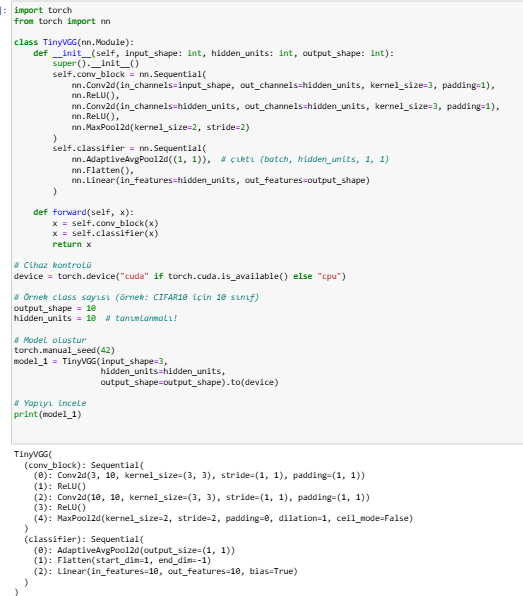 ]:
import torch
from torch import nn
class TinyVGG(nn.Module):
    def __init__(self, input_shape: int, hidden_units: int, output_shape: int):
        super().__init__()
        self.conv_block = nn.Sequential(
            nn.Conv2d(in_channels=input_shape, out_channels=hidden_units, kernel_size=3, padding=1),
            nn.ReLU(),
            nn.Conv2d(in_channels=hidden_units, out_channels=hidden_units, kernel_size=3, padding=1),
            nn.ReLU(),
            nn.MaxPool2d(kernel_size=2, stride=2)
        )
        self.classifier = nn.Sequential(
            nn.AdaptiveAvgPool2d((1, 1)),  # çıktı (batch, hidden_units, 1, 1)
            nn.Flatten(),
            nn.Linear(in_features=hidden_units, out_features=output_shape)
        )
    def forward(self, x):
        x = self.conv_block(x)
        x = self.classifier(x)
        return x
# Cihaz kontrolü
device = torch.device("cuda" if torch.cuda.is_available() else "cpu")
# Örnek class sayısı (örnek: CIFAR10 için 10 sınıf)
output_shape = 10
hidden_units = 10  # tanımlanmalı!
# Model oluştur
torch.manual_seed(42)
model_1 = TinyVGG(input_shape=3,
                  hidden_units=hidden_units,
                  output_shape=output_shape).to(device)
# Yapıyı incele
print(model_1)
TinyVGG(
  (conv_block): Sequential(
    (0): Conv2d(3, 10, kernel_size=(3, 3), stride=(1, 1), padding=(1, 1))
    (1): ReLU()
    (2): Conv2d(10, 10, kernel_size=(3, 3), stride=(1, 1), padding=(1, 1))
    (3): ReLU()
    (4): MaxPool2d(kernel_size=2, stride=2, padding=0, dilation=1, ceil_mode=False)
  )
  (classifier): Sequential(
    (0): AdaptiveAvgPool2d(output_size=(1, 1))
    (1): Flatten(start_dim=1, end_dim=-1)
    (2): Linear(in_features=10, out_features=10, bias=True)
  )
)